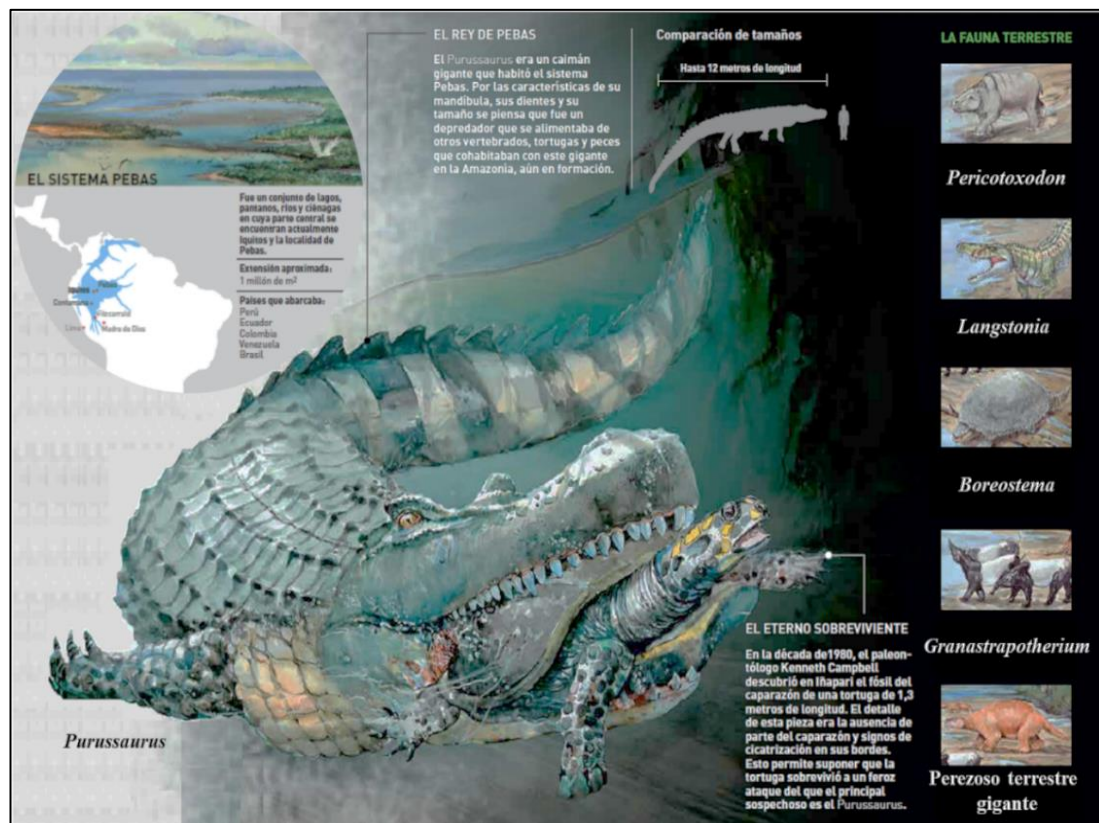 EL SISTEMA PEBAS
Fue un conjunto de lagos,
pantanos, ríos y ciénagas
en cuya parte central se
encuentran actualmente
Iquitos y la localidad de
Pebas.
Extensión aproximada:
1 millón de m²
Países que abarcaba:
Perú
Ecuador
Colombia
Venezuela
Brasil
Pebas
Contamana
Fitzcarrald
Lima
Madre de Dios
EL REY DE PEBAS
El Purussaurus era un caimán
gigante que habitó el sistema
Pebas. Por las características de su
mandíbula, sus dientes y su
tamaño se piensa que fue un
depredador que se alimentaba de
otros vertebrados, tortugas y peces
que cohabitaban con este gigante
en la Amazonía, aún en formación.
Comparación de tamaños
Hasta 12 metros de longitud
Purussaurus
EL ETERNO SOBREVIVIENTE
En la década de1980, el paleon-
tólogo Kenneth Campbell
descubrió en Iñapari el fósil del
caparazón de una tortuga de 1,3
metros de longitud. El detalle
de esta pieza era la ausencia de
parte del caparazón y signos de
cicatrización en sus bordes.
Esto permite suponer que la
tortuga sobrevivió a un feroz
ataque del que el principal
sospechoso es el Purussaurus.
LA FAUNA TERRESTRE
Pericotoxodon
Langstonia
Boreostema
Granastrapotherium
Perezoso terrestre
gigante